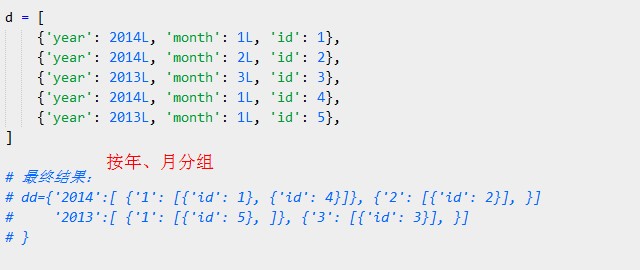 d = [
    {'year': 2014L, 'month': 1L, 'id': 1},
    {'year': 2014L, 'month': 2L, 'id': 2},
    {'year': 2013L, 'month': 3L, 'id': 3},
    {'year': 2014L, 'month': 1L, 'id': 4},
    {'year': 2013L, 'month': 1L, 'id': 5},
]
按年、月分组
# 最终结果:
# dd={'2014':[ {'1': [{'id': 1}, {'id': 4}]}, {'2': [{'id': 2}], }]
#     '2013':[ {'1': [{'id': 5}, ]}, {'3': [{'id': 3}], }]
# }